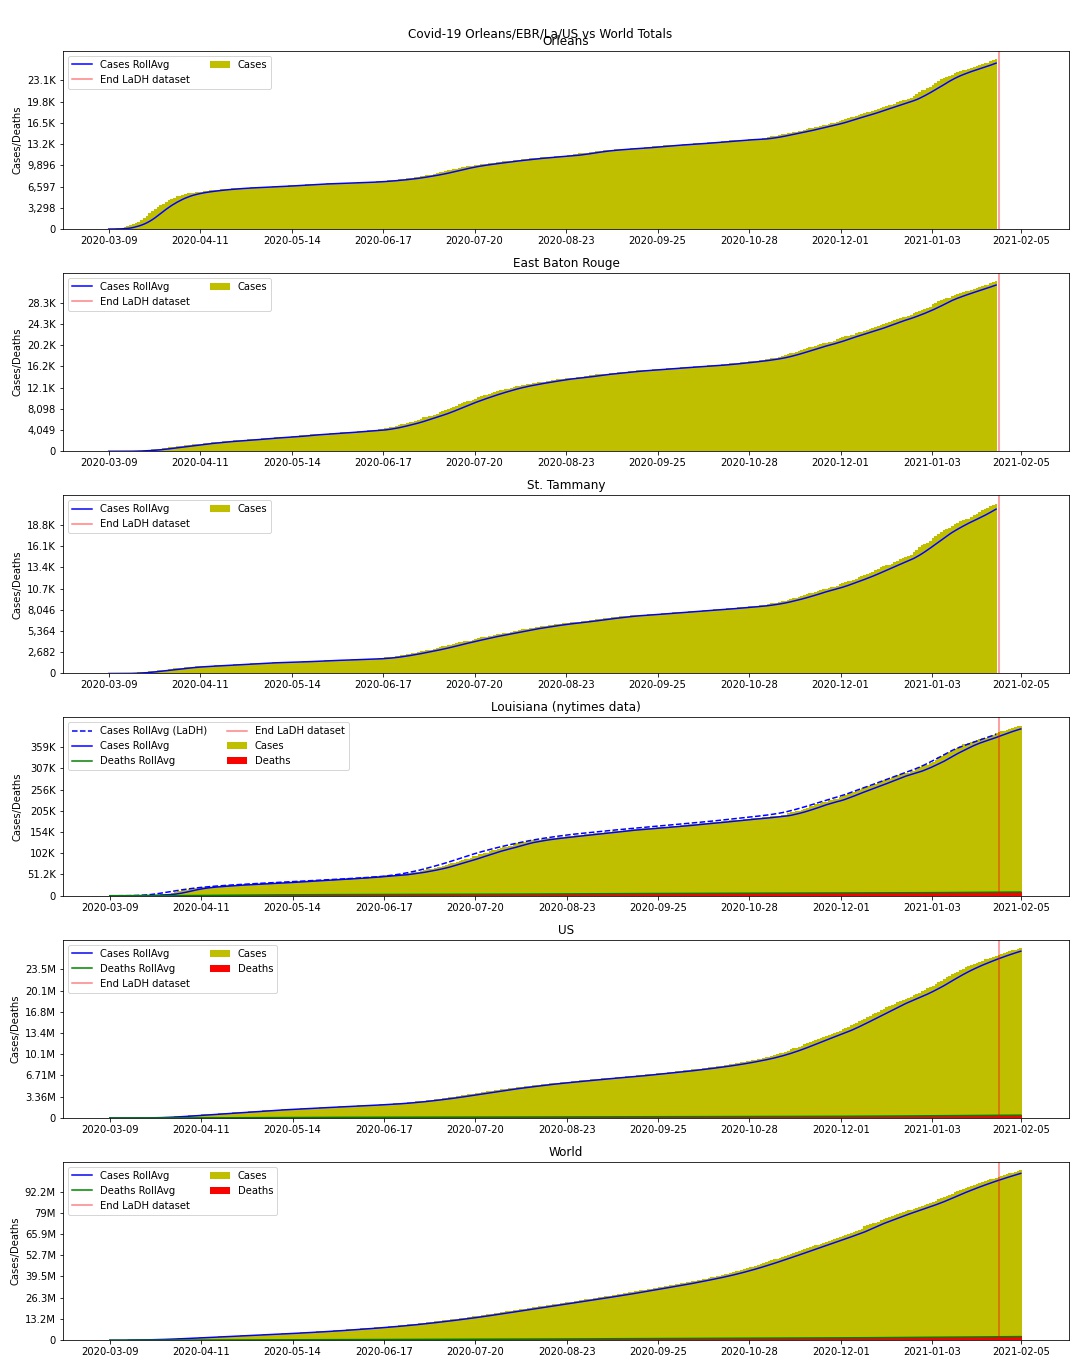 Covid-19 Orleans/EBR/La/US vs World Totals
Orleans
Cases RollAvg
End LaDH dataset
Cases
Cases/Deaths
23.1K
19.8K
16.5K
13.2K
9,896
6,597
3,298
0
2020-03-09 2020-04-11 2020-05-14 2020-06-17 2020-07-20 2020-08-23 2020-09-25 2020-10-28 2020-12-01 2021-01-03 2021-02-05
East Baton Rouge
Cases RollAvg
End LaDH dataset
Cases
Cases/Deaths
28.3K
24.3K
20.2K
16.2K
12.1K
8,098
4,049
0
2020-03-09 2020-04-11 2020-05-14 2020-06-17 2020-07-20 2020-08-23 2020-09-25 2020-10-28 2020-12-01 2021-01-03 2021-02-05
St. Tammany
Cases RollAvg
End LaDH dataset
Cases
Cases/Deaths
18.8K
16.1K
13.4K
10.7K
8,046
5,364
2,682
0
2020-03-09 2020-04-11 2020-05-14 2020-06-17 2020-07-20 2020-08-23 2020-09-25 2020-10-28 2020-12-01 2021-01-03 2021-02-05
Louisiana (nytimes data)
Cases RollAvg (LaDH)
Cases RollAvg
Deaths RollAvg
End LaDH dataset
Cases
Deaths
Cases/Deaths
359K
307K
256K
205K
154K
102K
51.2K
0
2020-03-09 2020-04-11 2020-05-14 2020-06-17 2020-07-20 2020-08-23 2020-09-25 2020-10-28 2020-12-01 2021-01-03 2021-02-05
US
Cases RollAvg
Deaths RollAvg
End LaDH dataset
Cases
Deaths
Cases/Deaths
23.5M
20.1M
16.8M
13.4M
10.1M
6.71M
3.36M
0
2020-03-09 2020-04-11 2020-05-14 2020-06-17 2020-07-20 2020-08-23 2020-09-25 2020-10-28 2020-12-01 2021-01-03 2021-02-05
World
Cases RollAvg
Deaths RollAvg
End LaDH dataset
Cases
Deaths
Cases/Deaths
92.2M
79M
65.9M
52.7M
39.5M
26.3M
13.2M
0
2020-03-09 2020-04-11 2020-05-14 2020-06-17 2020-07-20 2020-08-23 2020-09-25 2020-10-28 2020-12-01 2021-01-03 2021-02-05